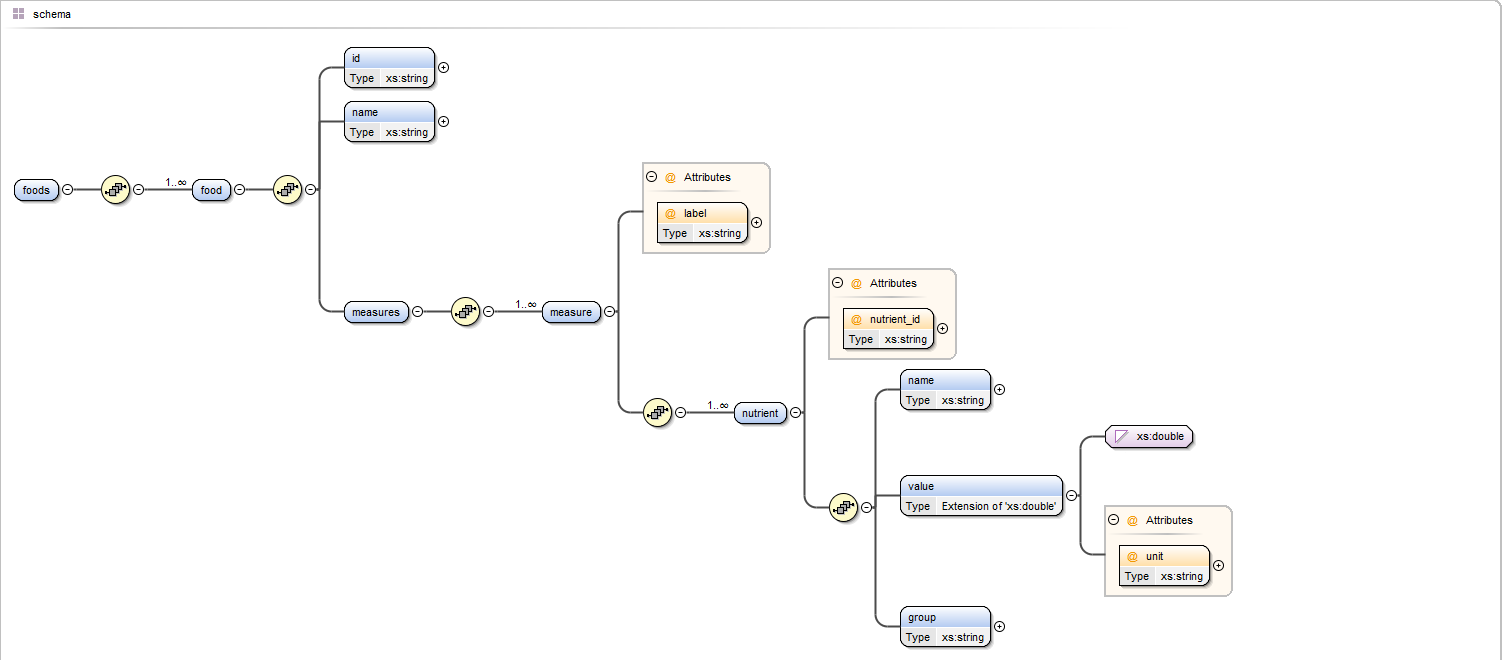 schema
id
Type xs:string
name
Type xs:string
foods
1..∞
food
@ Attributes
@ label
Type xs:string
measures
1..∞
measure
@ Attributes
@ nutrient_id
Type xs:string
1..∞
nutrient
name
Type xs:string
xs:double
value
Type Extension of 'xs:double'
@ Attributes
@ unit
Type xs:string
group
Type xs:string